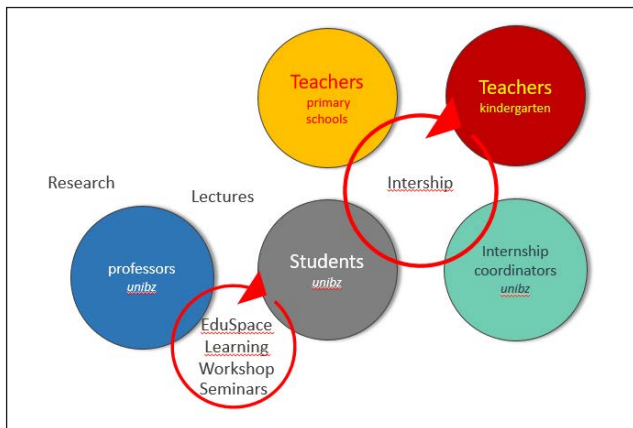 Teachers
primary
schools
Teachers
kindergarten
Research
Lectures
Intership
professors
unibz
Students
unibz
Internship
coordinators
unibz
EduSpace
Learning
Workshop
Seminars